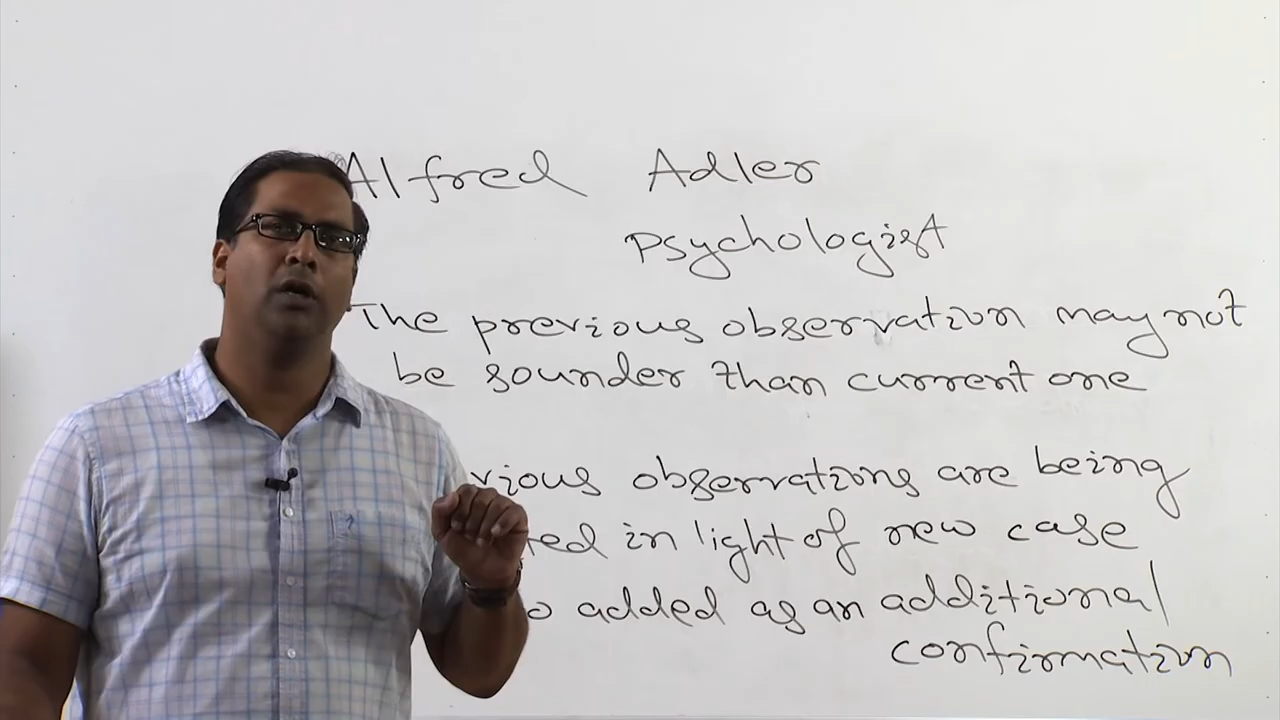 Alfred Adler
Psychologist
The previous observation may not
be sounder than current one
observations are being
in light of new case
added as an additional
confirmation